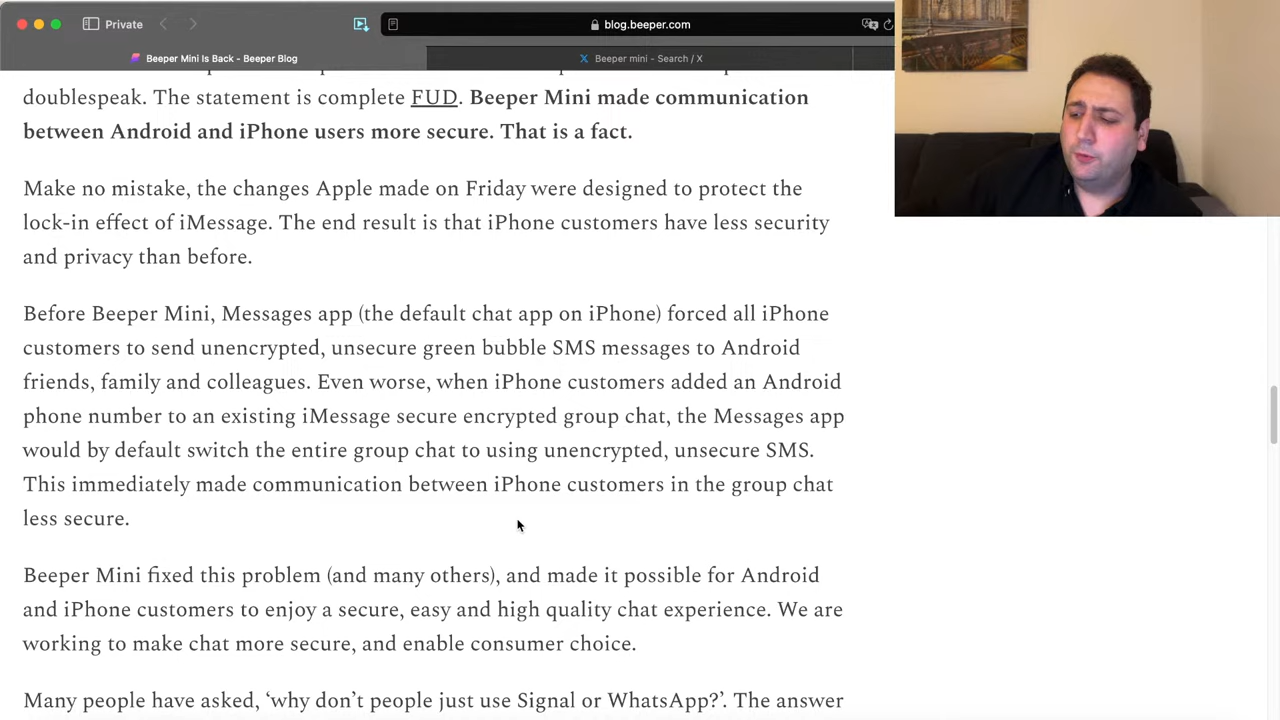 Private
blog.beeper.com
Beeper Mini Is Back - Beeper Blog
Beeper mini - Search / X
doublespeak. The statement is complete FUD. Beeper Mini made communication
between Android and iPhone users more secure. That is a fact.
Make no mistake, the changes Apple made on Friday were designed to protect the
lock-in effect of iMessage. The end result is that iPhone customers have less security
and privacy than before.
Before Beeper Mini, Messages app (the default chat app on iPhone) forced all iPhone
customers to send unencrypted, unsecure green bubble SMS messages to Android
friends, family and colleagues. Even worse, when iPhone customers added an Android
phone number to an existing iMessage secure encrypted group chat, the Messages app
would by default switch the entire group chat to using unencrypted, unsecure SMS.
This immediately made communication between iPhone customers in the group chat
less secure.
Beeper Mini fixed this problem (and many others), and made it possible for Android
and iPhone customers to enjoy a secure, easy and high quality chat experience. We are
working to make chat more secure, and enable consumer choice.
Many people have asked, ‘why don’t people just use Signal or WhatsApp?’. The answer